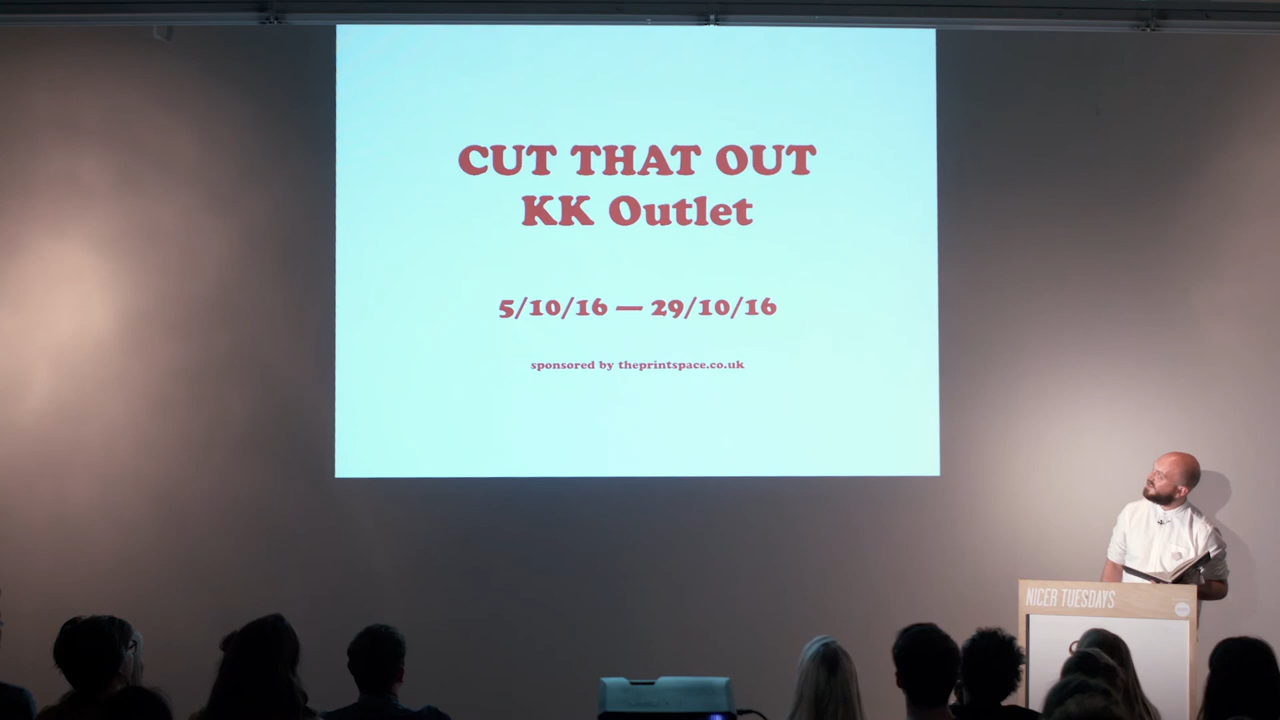 CUT THAT OUT
KK Outlet
5/10/16 — 29/10/16
sponsored by theprintspace.co.uk
NICER TUESDAYS